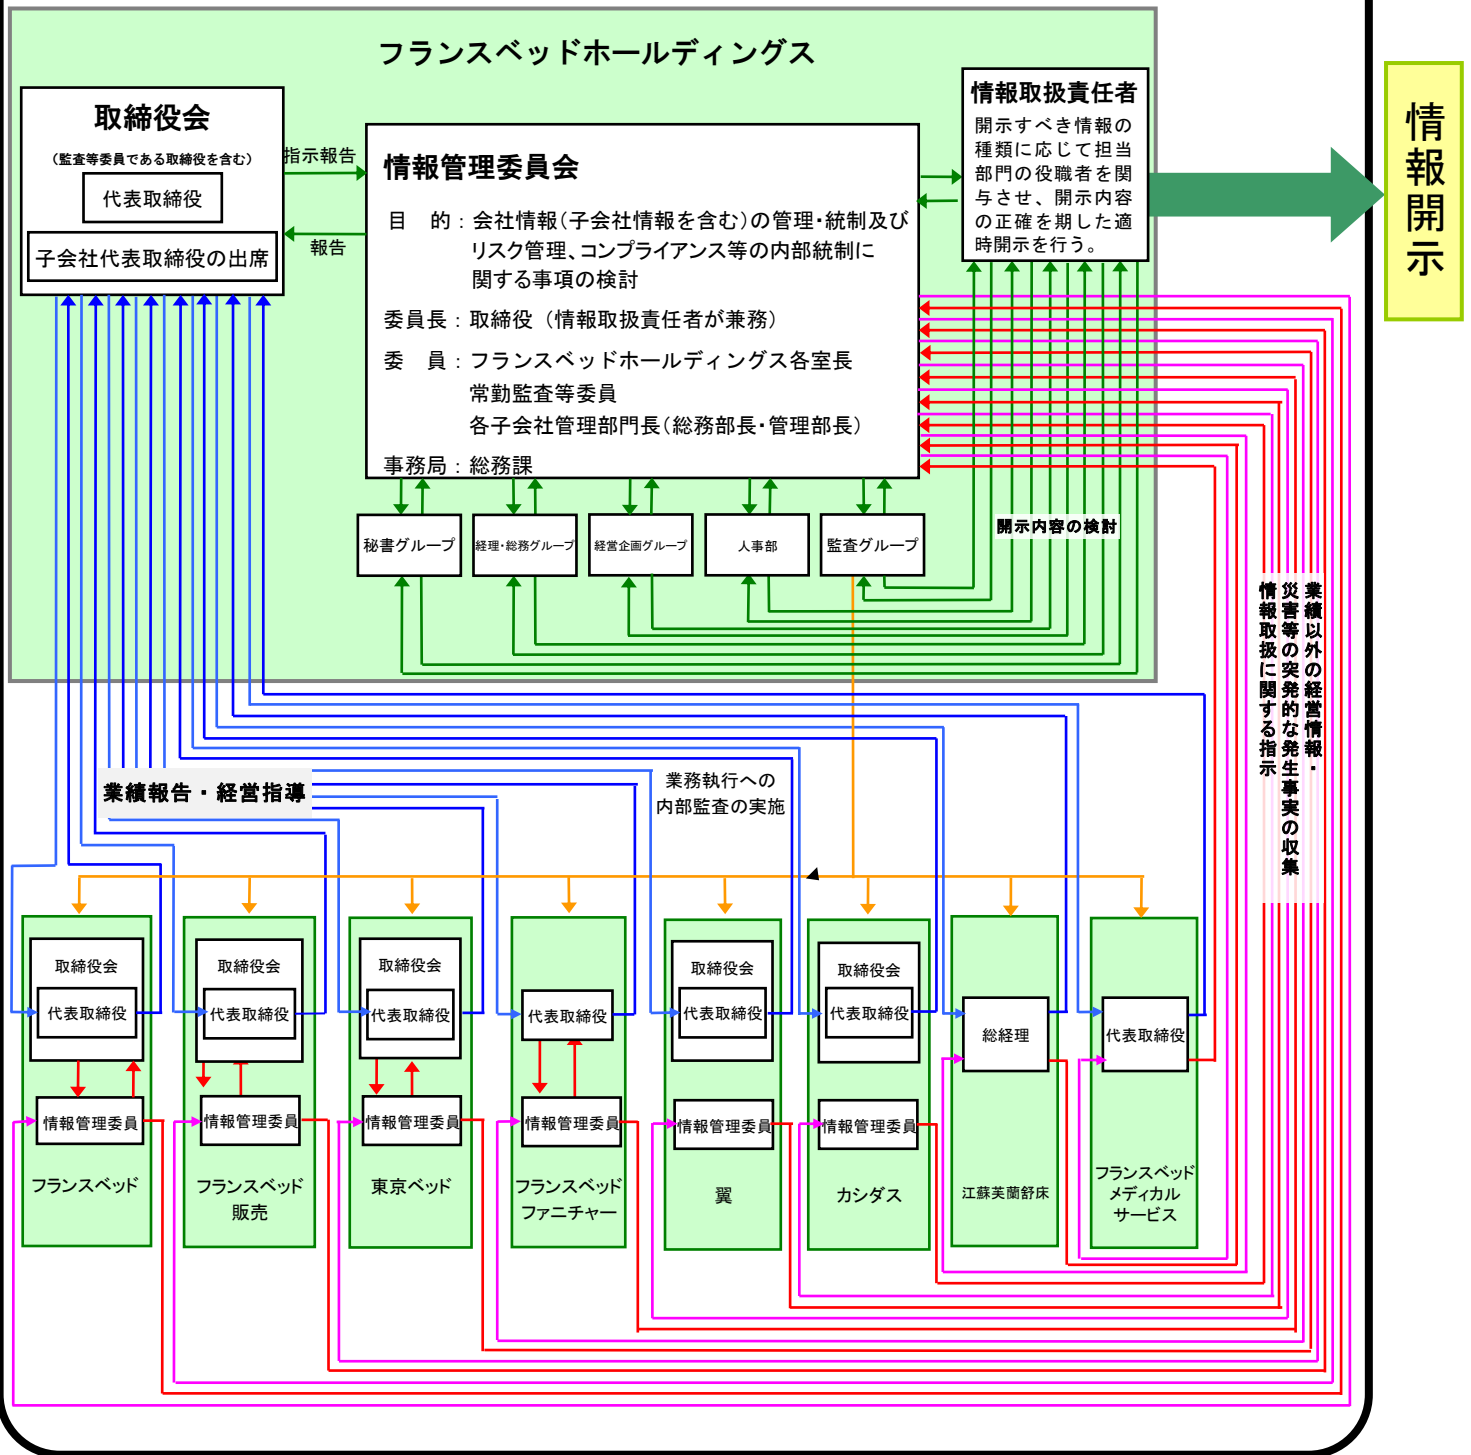 フランスベッドホールディングス
取締役会
（監査等委員である取締役を含む）
代表取締役
子会社代表取締役の出席
指示報告
報告
情報管理委員会
目　的：会社情報（子会社情報を含む）の管理・統制及び
リスク管理、コンプライアンス等の内部統制に
関する事項の検討
委員長：取締役（情報取扱責任者が兼務）
委　員：フランスベッドホールディングス各室長
常勤監査等委員
各子会社管理部門長（総務部長・管理部長）
事務局：総務課
情報取扱責任者
開示すべき情報の
種類に応じて担当
部門の役職者を関
与させ、開示内容
の正確を期した適
時開示を行う。
情報開示
秘書グループ
経理・総務グループ
経営企画グループ
人事部
監査グループ
開示内容の検討
業績以外の経営情報・
災害等の突発的な発生事実の収集
情報取扱に関する指示
業績報告・経営指導
業務執行への
内部監査の実施
取締役会
代表取締役
情報管理委員
フランスベッド
取締役会
代表取締役
情報管理委員
フランスベッド
販売
取締役会
代表取締役
情報管理委員
東京ベッド
代表取締役
情報管理委員
フランスベッド
ファニチャー
取締役会
代表取締役
情報管理委員
翼
取締役会
代表取締役
情報管理委員
カシダス
総経理
江蘇芙蘭舒床
代表取締役
フランスベッド
メディカル
サービス